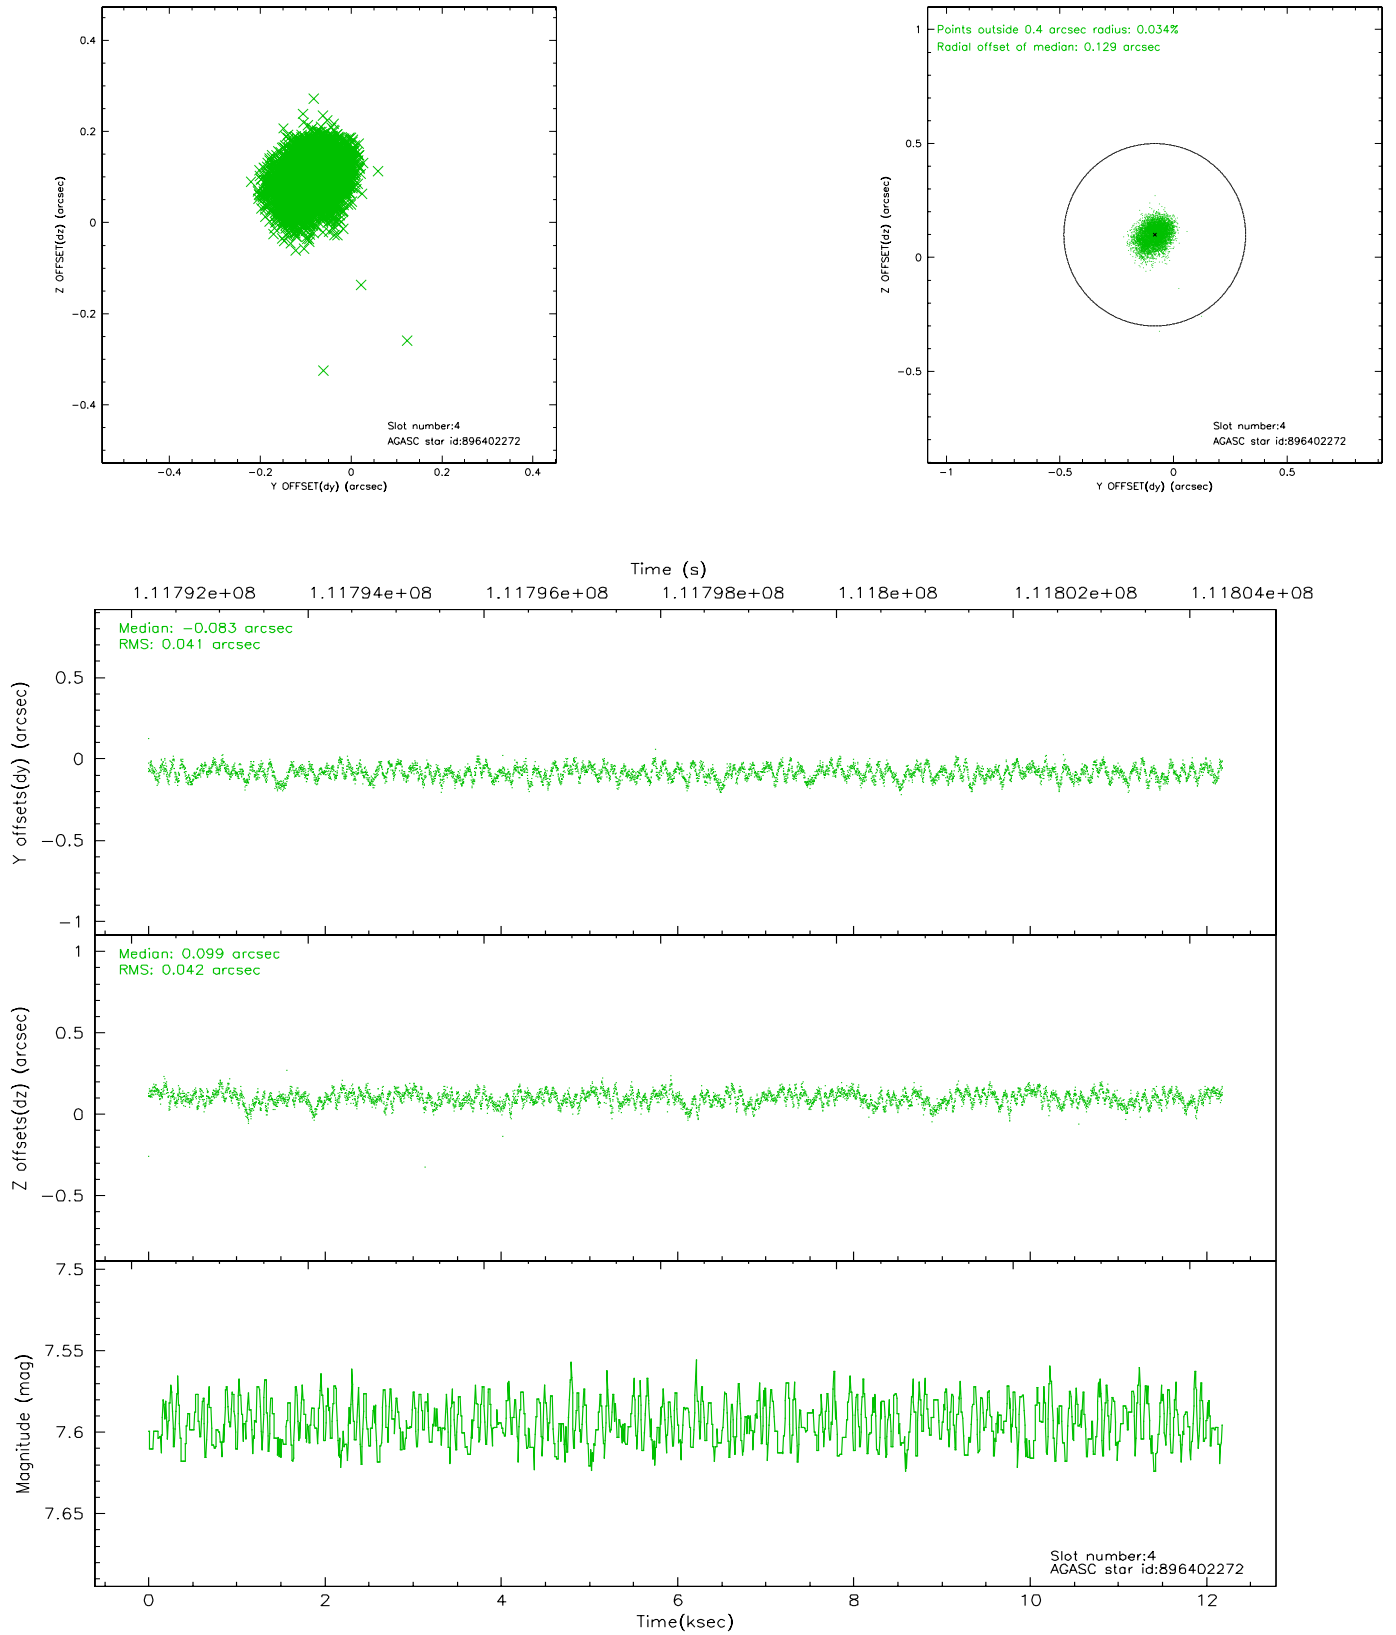 0.4
0.2
0
−0.2
−0.4
Z OFFSET(dz) (arcsec)
Slot number:4
AGASC star id:896402272
−0.4 −0.2 0 0.2 0.4
Y OFFSET(dy) (arcsec)
Points outside 0.4 arcsec radius: 0.034%
Radial offset of median: 0.129 arcsec
1
0.5
0
−0.5
Z OFFSET(dz) (arcsec)
Slot number:4
AGASC star id:896402272
−1 −0.5 0 0.5
Y OFFSET(dy) (arcsec)
Time (s)
1.11792e+08 1.11794e+08 1.11796e+08 1.11798e+08 1.118e+08 1.11802e+08 1.11804e+08
Median: −0.083 arcsec
RMS: 0.041 arcsec
0.5
0
−0.5
−1
Y offsets(dy) (arcsec)
Median: 0.099 arcsec
RMS: 0.042 arcsec
1
0.5
0
−0.5
Z offsets(dz) (arcsec)
7.5
7.55
7.6
7.65
Magnitude (mag)
Slot number:4
AGASC star id:896402272
0 2 4 6 8 10 12
Time(ksec)